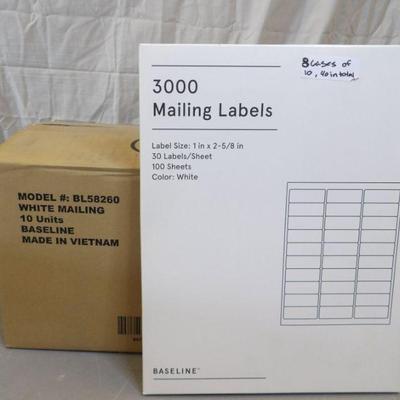 8 cases of
10, 40 in total
3000
Mailing Labels
Label Size: 1 in x 2-5/8 in
30 Labels/Sheet
100 Sheets
Color: White
BASELINE™
MODEL #: BL58260
WHITE MAILING
10 Units
BASELINE
MADE IN VIETNAM